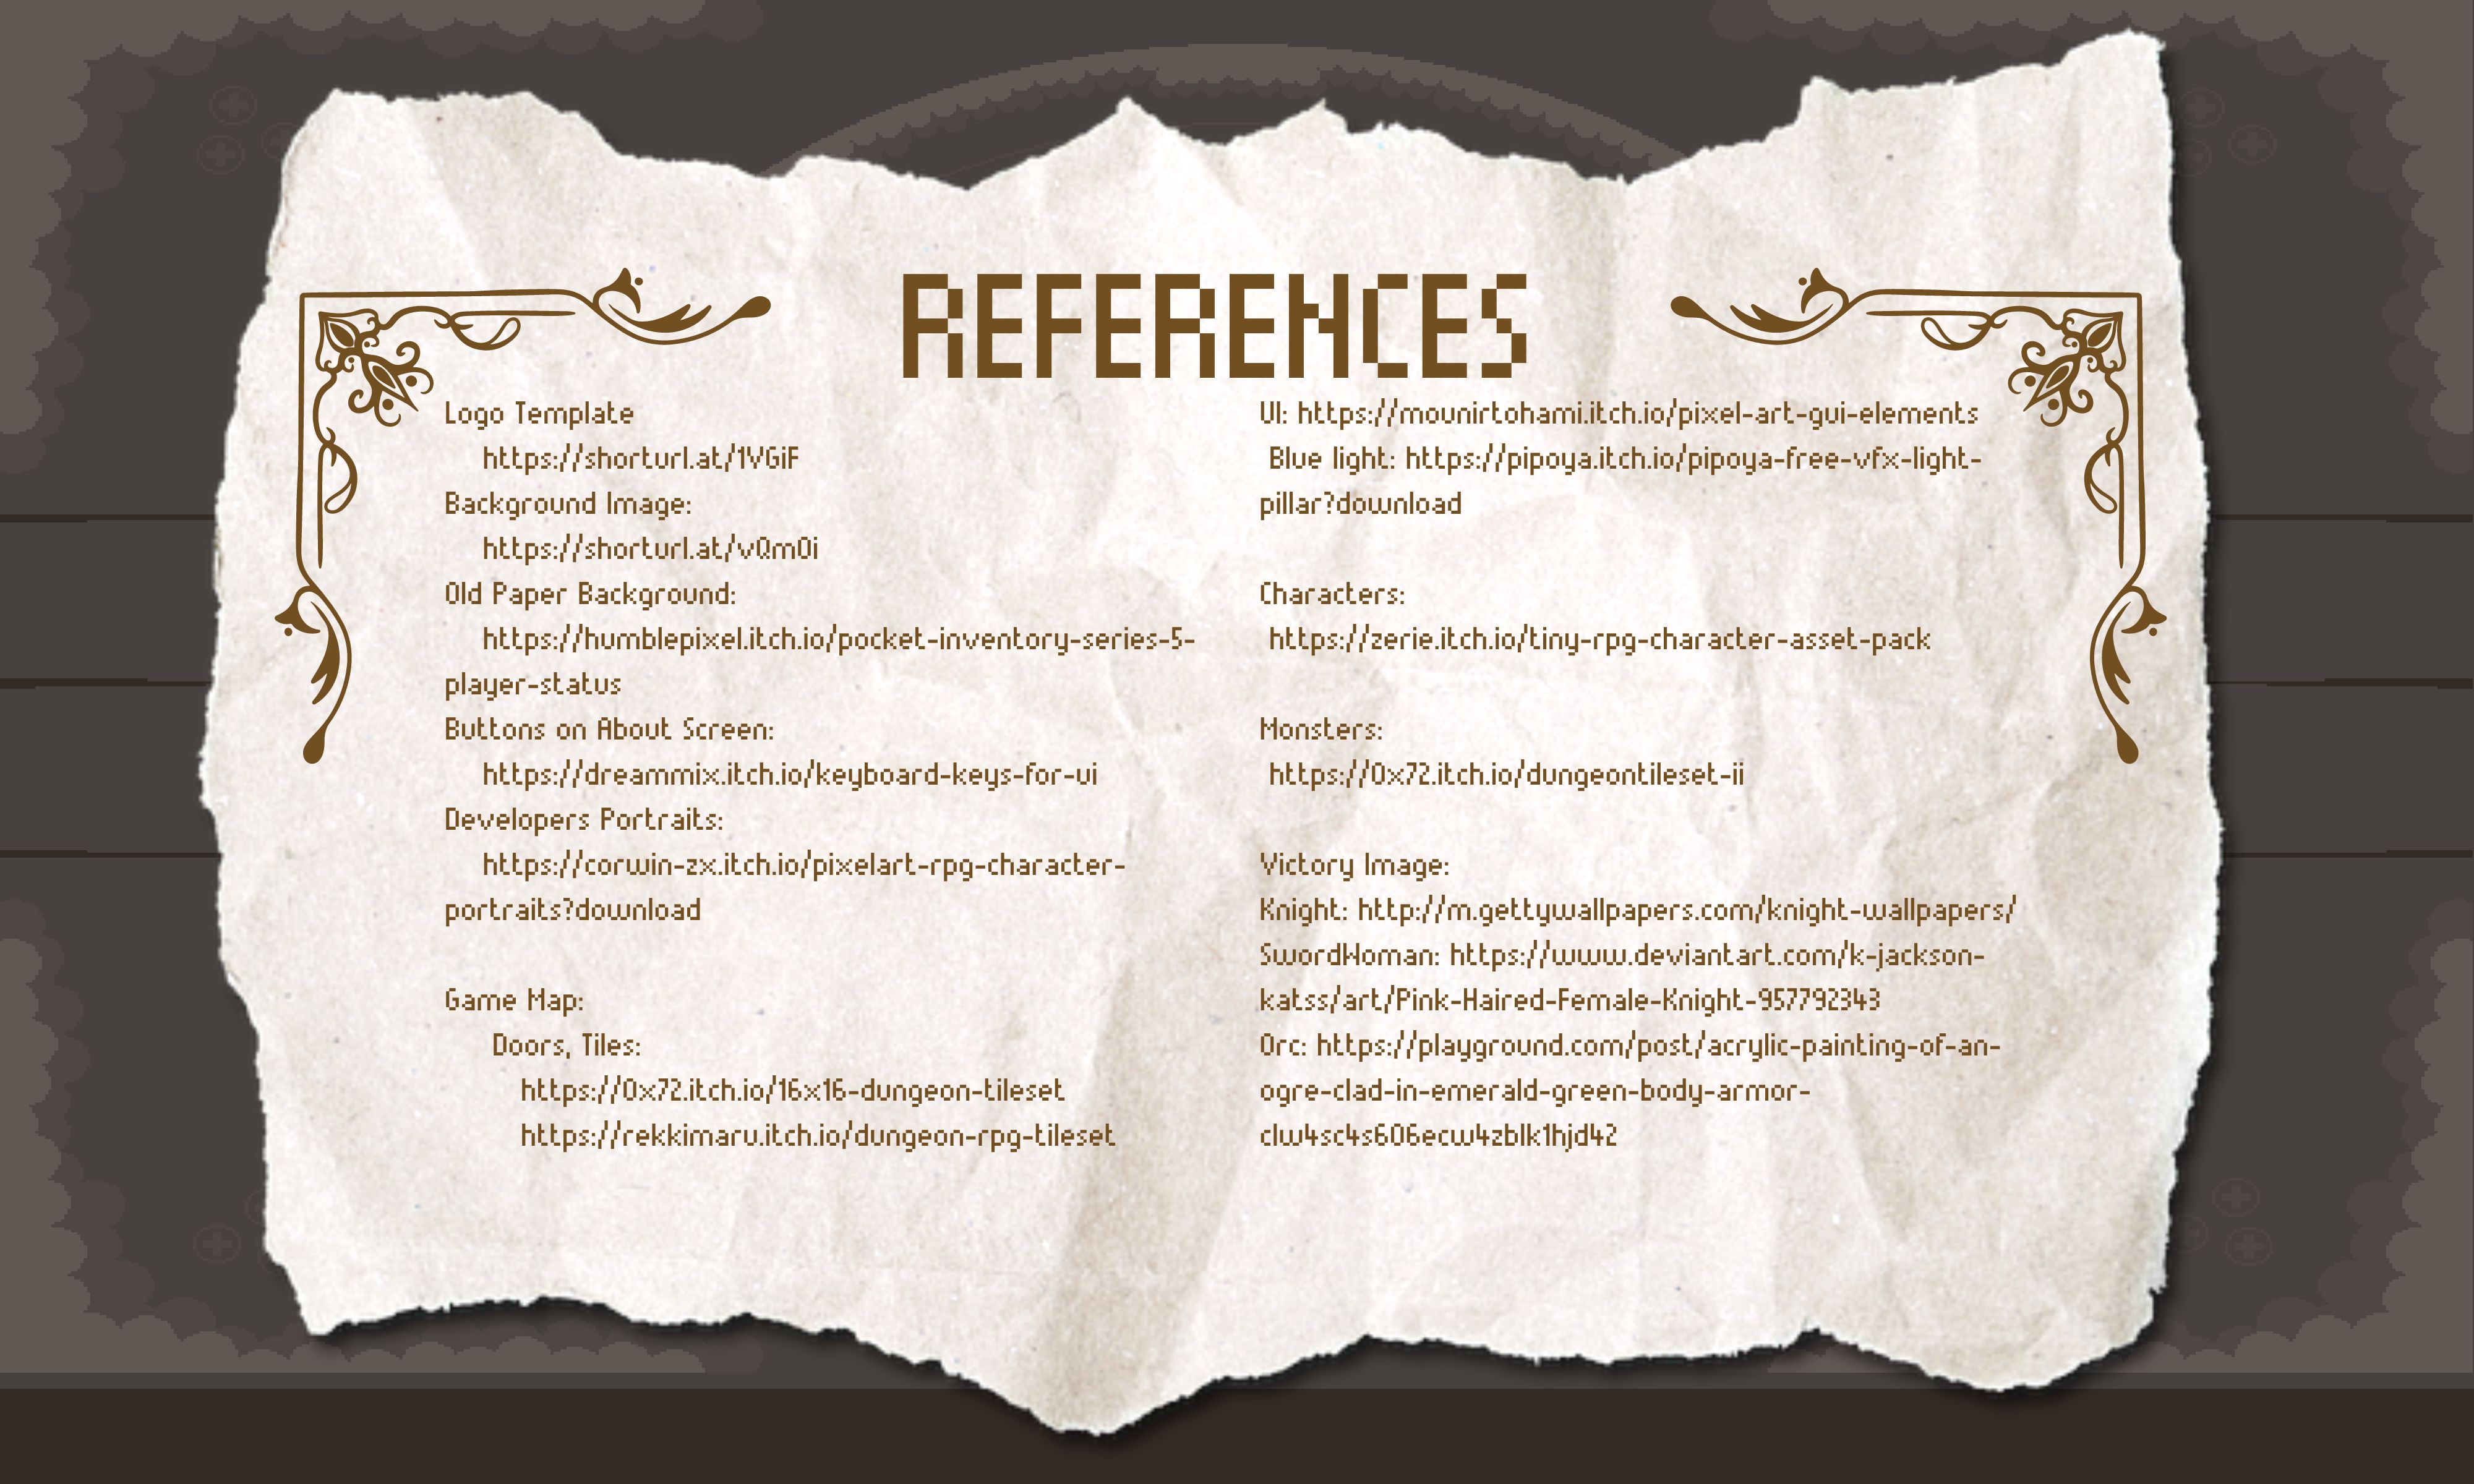 REFERENCES
Logo Template
https://shorturl.at/1VGiF
Background Image:
https://shorturl.at/vQm0i
Old Paper Background:
https://humblepixel.itch.io/pocket-inventory-series-5-
player-status
Buttons on About Screen:
https://dreammix.itch.io/keyboard-keys-for-ui
Developers Portraits:
https://corwin-zx.itch.io/pixelart-rpg-character-
portraits?download
Game Map:
Doors, Tiles:
https://0x72.itch.io/16x16-dungeon-tileset
https://rekkimaru.itch.io/dungeon-rpg-tileset
UI: https://mounirtohami.itch.io/pixel-art-gui-elements
Blue light: https://pipoya.itch.io/pipoya-free-vfx-light-
pillar?download
Characters:
https://zerie.itch.io/tiny-rpg-character-asset-pack
Monsters:
https://0x72.itch.io/dungeontileset-ii
Victory Image:
Knight: http://m.gettywallpapers.com/knight-wallpapers/
SwordWoman: https://www.deviantart.com/k-jackson-
katss/art/Pink-Haired-Female-Knight-957792343
Orc: https://playground.com/post/acrylic-painting-of-an-
ogre-clad-in-emerald-green-body-armor-
clw4sc4s606ecw4zblk1hjd42